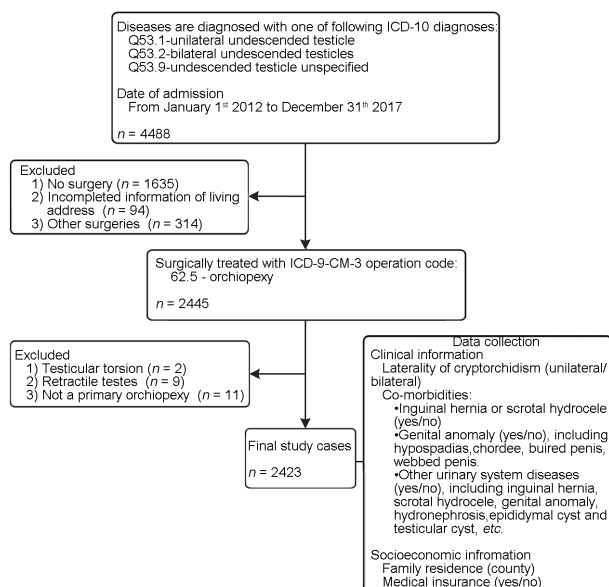 Diseases are diagnosed with one of following ICD-10 diagnoses:
Q53.1-unilateral undescended testicle
Q53.2-bilateral undescended testicles
Q53.9-undescended testicle unspecified
Date of admission
From January 1st 2012 to December 31th 2017
n = 4488
Excluded
1) No surgery (n = 1635)
2) Incompleted information of living
address (n = 94)
3) Other surgeries (n = 314)
Surgically treated with ICD-9-CM-3 operation code:
62.5 - orchiopexy
n = 2445
Excluded
1) Testicular torsion (n = 2)
2) Retractile testes (n = 9)
3) Not a primary orchiopexy (n = 11)
Final study cases
n = 2423
Data collection
Clinical information
Laterality of cryptorchidism (unilateral/
bilateral)
Co-morbidities:
•Inguinal hernia or scrotal hydrocele
(yes/no)
•Genital anomaly (yes/no), including
hypospadias,chordee, buired penis,
webbed penis.
•Other urinary system diseases
(yes/no), including inguinal hernia,
scrotal hydrocele, genital anomaly,
hydronephrosis,epididymal cyst and
testicular cyst, etc.
Socioeconomic infromation
Family residence (county)
Medical insurance (yes/no)